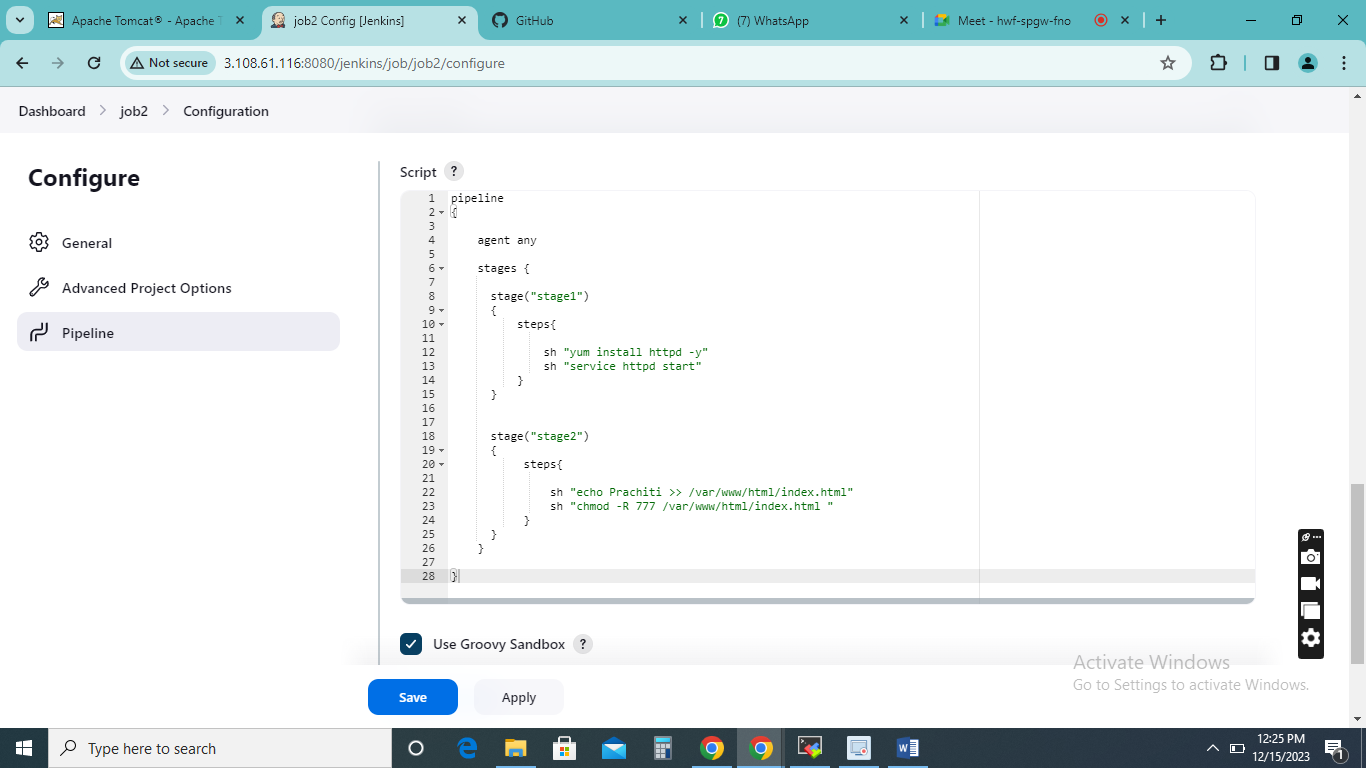 Apache Tomcat® - Apache T
job2 Config [Jenkins]
GitHub
(7) WhatsApp
Meet - hwf-spgw-fno
Not secure
3.108.61.116:8080/jenkins/job/job2/configure
Dashboard > job2 > Configuration
Configure
General
Advanced Project Options
Pipeline
Script ?
1 pipeline
2 {
3
4 agent any
5
6 stages {
7
8 stage("stage1")
9 {
10 steps{
11
12 sh "yum install httpd -y"
13 sh "service httpd start"
14 }
15 }
16
17
18 stage("stage2")
19 {
20 steps{
21
22 sh "echo Prachiti >> /var/www/html/index.html"
23 sh "chmod -R 777 /var/www/html/index.html "
24 }
25 }
26 }
27
28 }
Use Groovy Sandbox ?
Save
Apply
Activate Windows
Go to Settings to activate Windows.
Type here to search
12:25 PM
12/15/2023
1